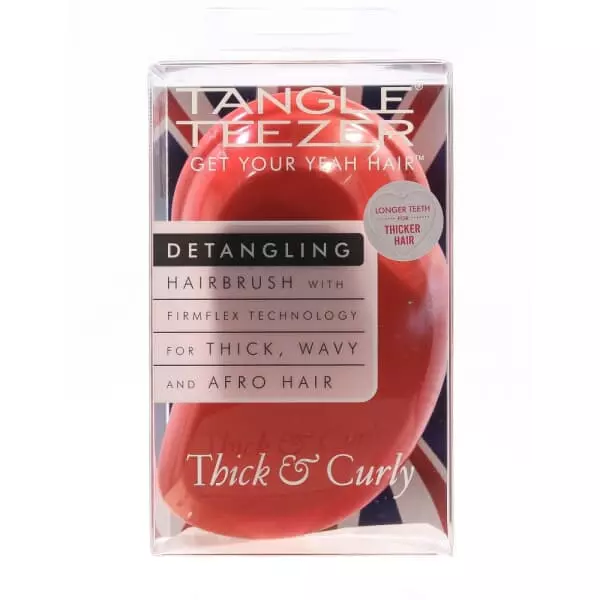 TANGLE
TEEZER®
GET YOUR YEAH HAIR™
LONGER TEETH
FOR
THICKER
HAIR
DETANGLING
HAIRBRUSH WITH
FIRMFLEX TECHNOLOGY
FOR THICK, WAVY
AND AFRO HAIR
Thick & Curly